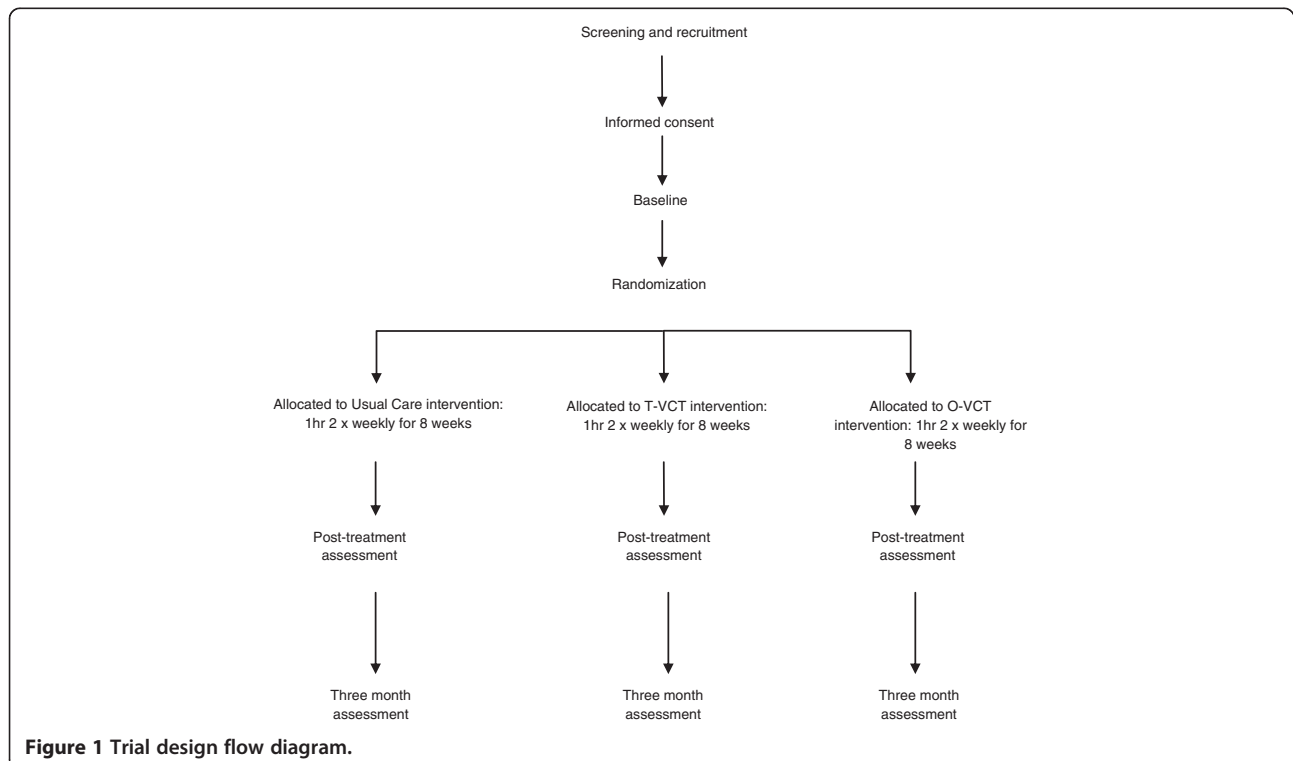 Screening and recruitment
Informed consent
Baseline
Randomization
Allocated to Usual Care intervention:
1hr 2 x weekly for 8 weeks
Allocated to T-VCT intervention:
1hr 2 x weekly for 8 weeks
Allocated to O-VCT
intervention: 1hr 2 x weekly for
8 weeks
Post-treatment
assessment
Post-treatment
assessment
Post-treatment
assessment
Three month
assessment
Three month
assessment
Three month
assessment
Figure 1 Trial design flow diagram.